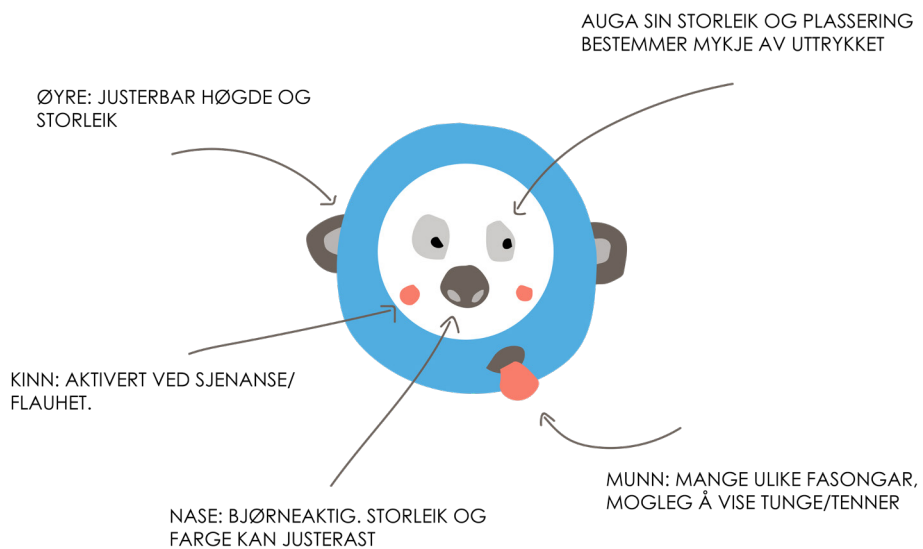 AUGA SIN STORLEIK OG PLASSERING
BESTEMMER MYKJE AV UTTRYKKET
ØYRE: JUSTERBAR HØGDE OG
STORLEIK
KINN: AKTIVERT VED SJENANSE/
FLAUHET.
MUNN: MANGE ULIKE FASONGAR,
MOGLEG Å VISE TUNGE/TENNER
NASE: BJØRNEAKTIG. STORLEIK OG
FARGE KAN JUSTERAST